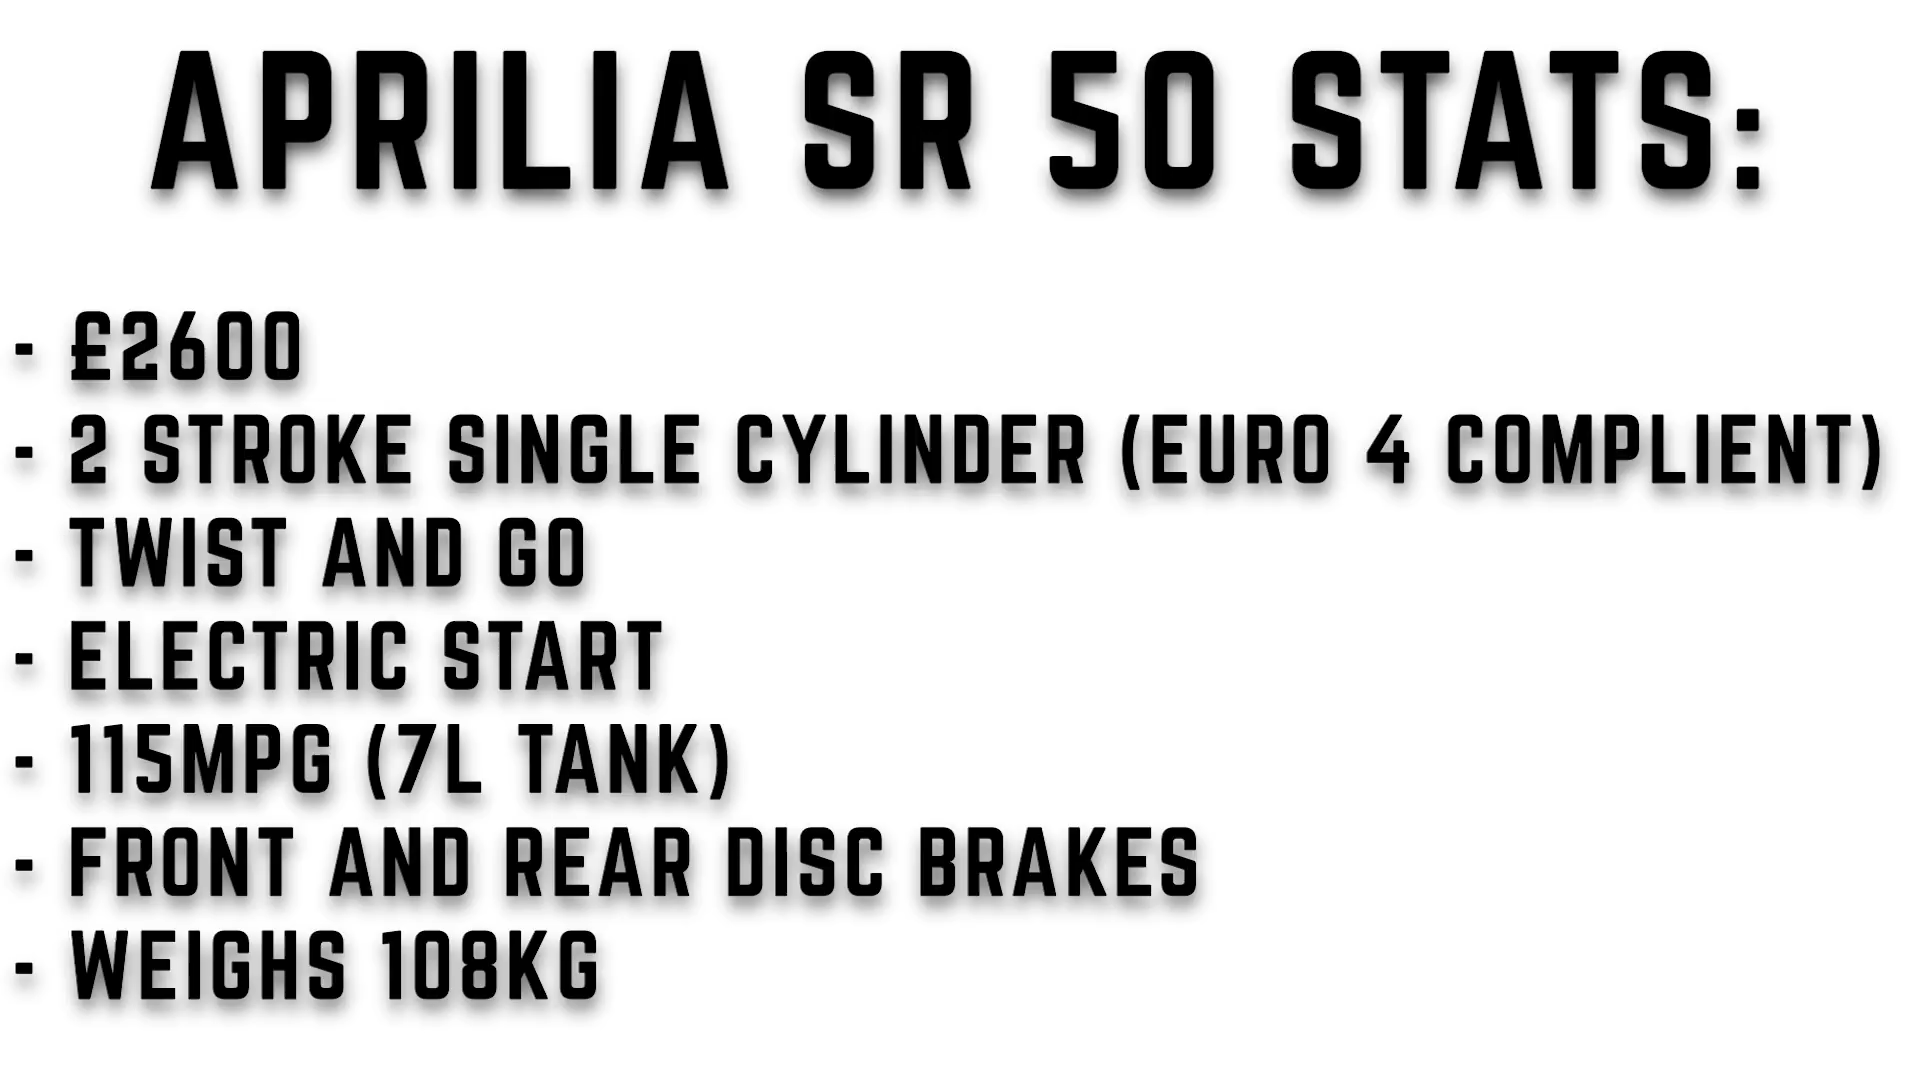 APRILIA SR 50 STATS:
- £2600
- 2 STROKE SINGLE CYLINDER (EURO 4 COMPLIENT)
- TWIST AND GO
- ELECTRIC START
- 115MPG (7L TANK)
- FRONT AND REAR DISC BRAKES
- WEIGHS 108KG